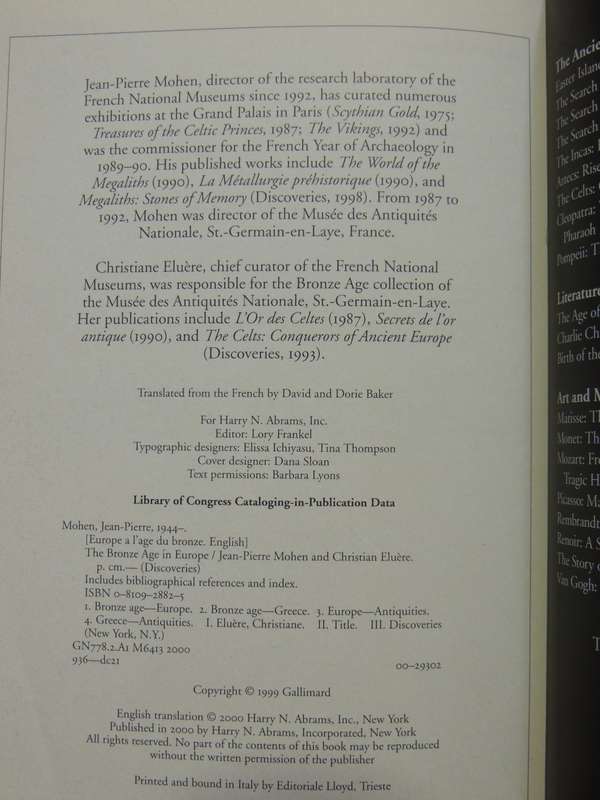 Jean-Pierre Mohen, director of the research laboratory of the
French National Museums since 1992, has curated numerous
exhibitions at the Grand Palais in Paris (Scythian Gold, 1975;
Treasures of the Celtic Princes, 1987; The Vikings, 1992) and
was the commissioner for the French Year of Archaeology in
1989–90. His published works include The World of the
Megaliths (1990), La Métallurgie préhistorique (1990), and
Megaliths: Stones of Memory (Discoveries, 1998). From 1987 to
1992, Mohen was director of the Musée des Antiquités
Nationale, St.-Germain-en-Laye, France.
Christiane Eluère, chief curator of the French National
Museums, was responsible for the Bronze Age collection of
the Musée des Antiquités Nationale, St.-Germain-en-Laye.
Her publications include L'Or des Celtes (1987), Secrets de l'or
antique (1990), and The Celts: Conquerors of Ancient Europe
(Discoveries, 1993).
Translated from the French by David and Dorie Baker
For Harry N. Abrams, Inc.
Editor: Lory Frankel
Typographic designers: Elissa Ichiyasu, Tina Thompson
Cover designer: Dana Sloan
Text permissions: Barbara Lyons
Library of Congress Cataloging-in-Publication Data
Mohen, Jean-Pierre, 1944–.
[Europe a l'age du bronze. English]
The Bronze Age in Europe / Jean-Pierre Mohen and Christian Eluère.
p. cm.— (Discoveries)
Includes bibliographical references and index.
ISBN 0–8109–2882–5
1. Bronze age—Europe. 2. Bronze age—Greece. 3. Europe—Antiquities.
4. Greece—Antiquities. I. Eluère, Christiane. II. Title. III. Discoveries
(New York, N.Y.)
GN778.2.A1 M6413 2000
936—dc21 00–29302
Copyright © 1999 Gallimard
English translation © 2000 Harry N. Abrams, Inc., New York
Published in 2000 by Harry N. Abrams, Incorporated, New York
All rights reserved. No part of the contents of this book may be reproduced
without the written permission of the publisher
Printed and bound in Italy by Editoriale Lloyd, Trieste
The
Easter
The Search
The Search
The Search
The Incas:
Aztecs:
The Celts:
Cleopatra:
Pharaoh
Pompeii:
Literature
The Age of
Charlie
Birth of the
Art and
Matisse:
Monet:
Mozart:
Tragic
Picasso:
Rembrandt
Renoir: A
The Story
Van Gogh: